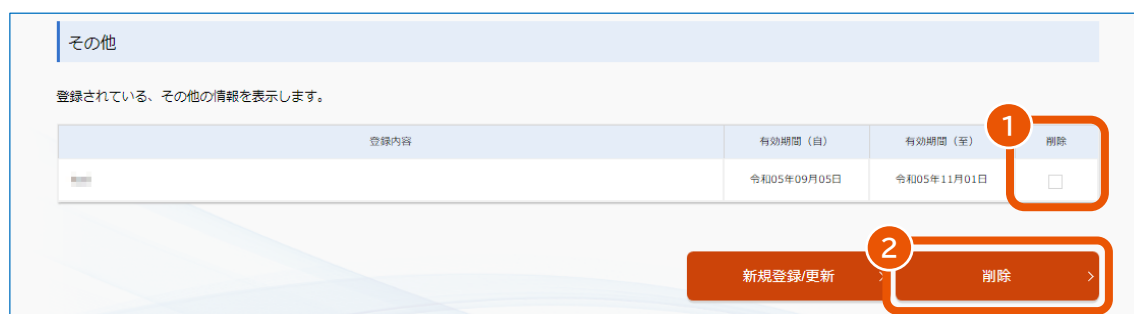 その他
登録されている、その他の情報を表示します。
登録内容 有効期間（自） 有効期間（至） 削除
令和05年09月05日 令和05年11月01日
1
2
新規登録/更新 削除